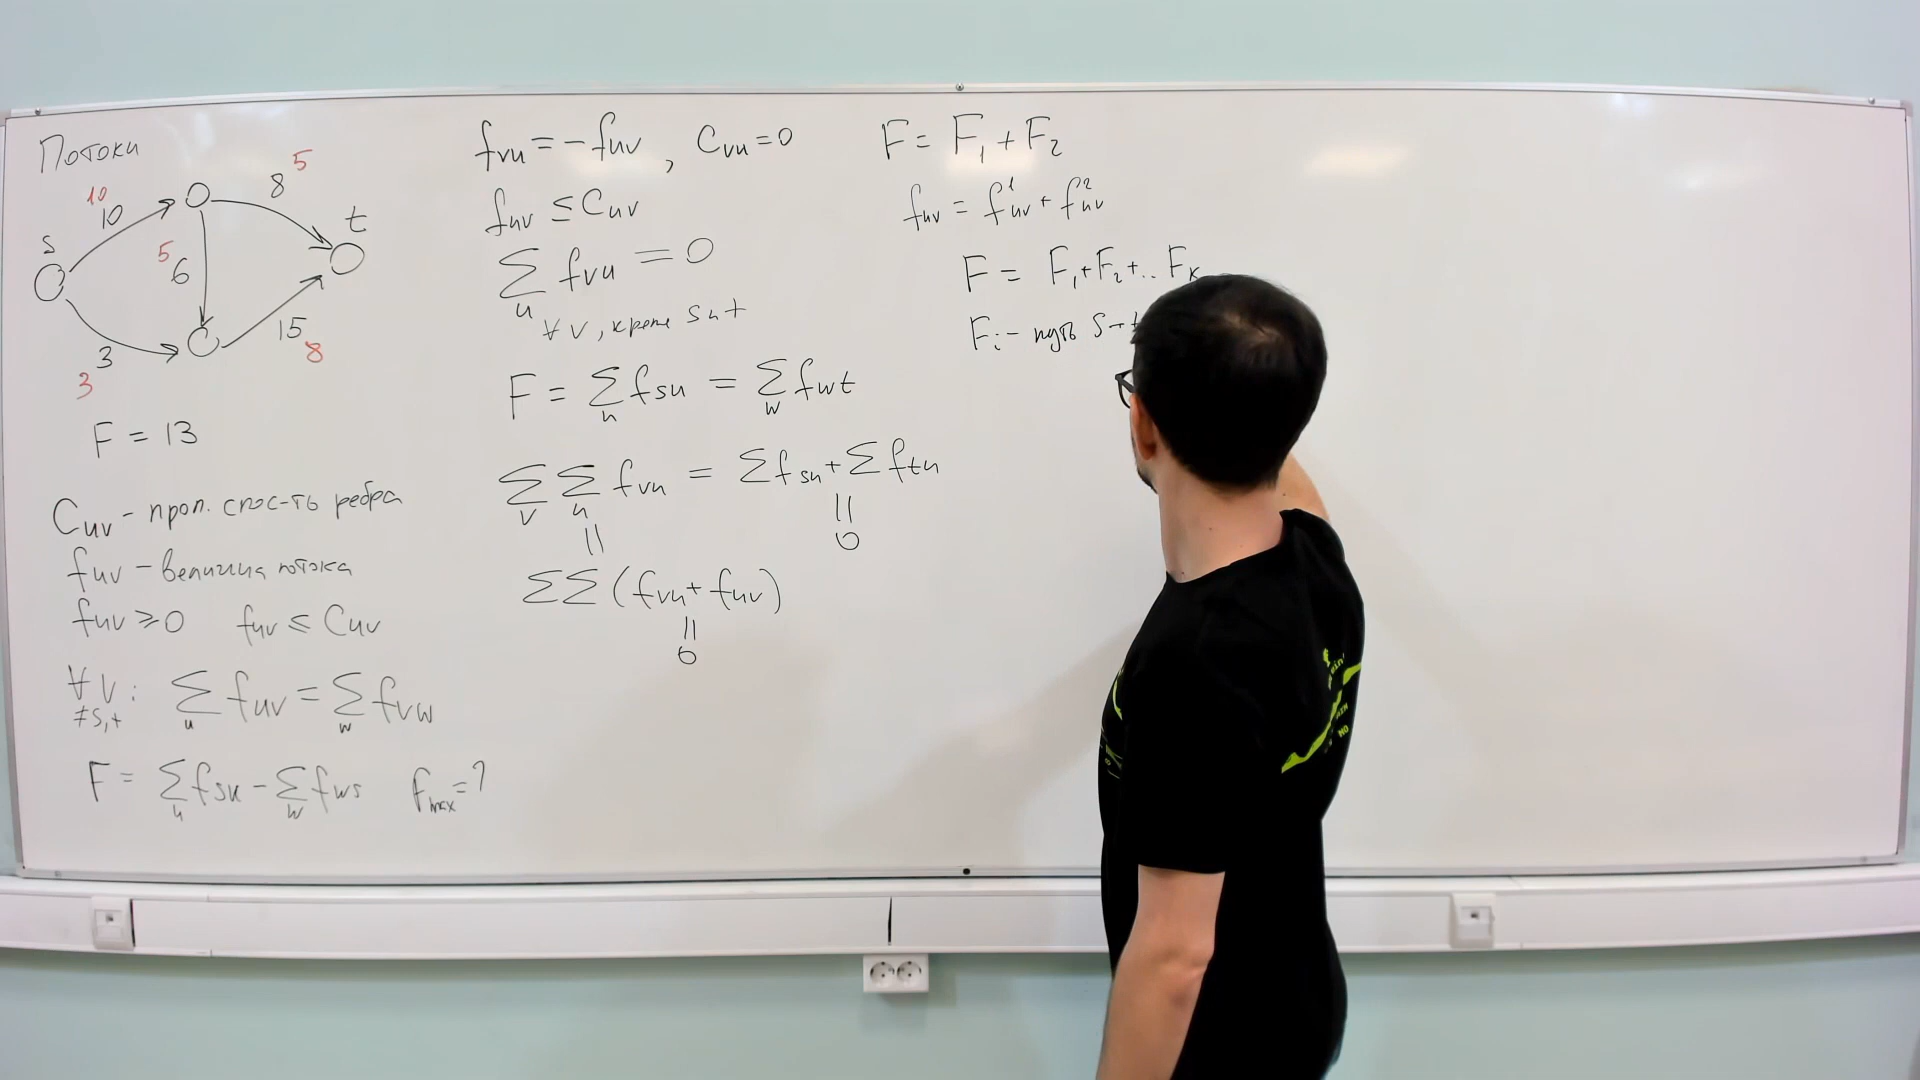 Потоки
10
10
8
5
s
t
5
6
3
3
15
8
F = 13
Cuv - проп. спос-ть ребра
fuv - величина потока
fuv ⩾ 0 fuv ⩽ Cuv
∀ v : ∑ fuv = ∑ fvw
≠s,t u w
F = ∑ fsu - ∑ fws fmax = ?
u w
fvu = -fuv , Cvu = 0
fuv ≤ Cuv
∑ fvu = 0
u
∀ v, кроме s и t
F = ∑ fsu = ∑ fwt
u w
∑ ∑ fvu = ∑ fsu + ∑ ftu
v u
|| ||
0
∑∑ (fvu + fuv)
||
0
F = F₁ + F₂
fuv = f¹uv + f²uv
F = F₁ + F₂ + .. Fk
Fi - путь s→t